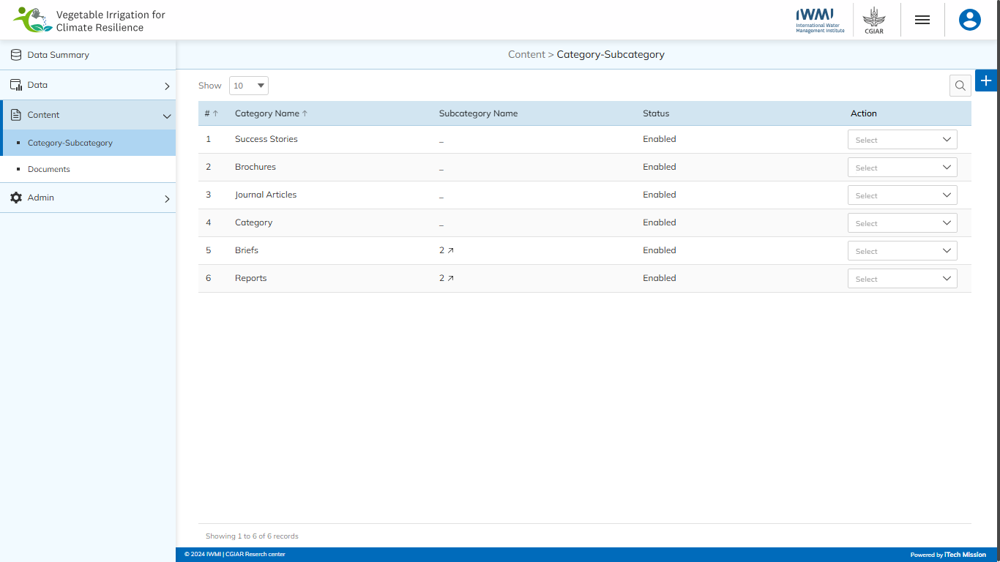 Vegetable Irrigation for
Climate Resilience
IWMI
International Water
Management Institute
CGIAR
Data Summary
Data
Content
Category-Subcategory
Documents
Admin
Content > Category-Subcategory
Show 10
# Category Name Subcategory Name Status Action
1 Success Stories _ Enabled Select
2 Brochures _ Enabled Select
3 Journal Articles _ Enabled Select
4 Category _ Enabled Select
5 Briefs 2 Enabled Select
6 Reports 2 Enabled Select
Showing 1 to 6 of 6 records
© 2024 IWMI | CGIAR Reserch center
Powered by iTech Mission